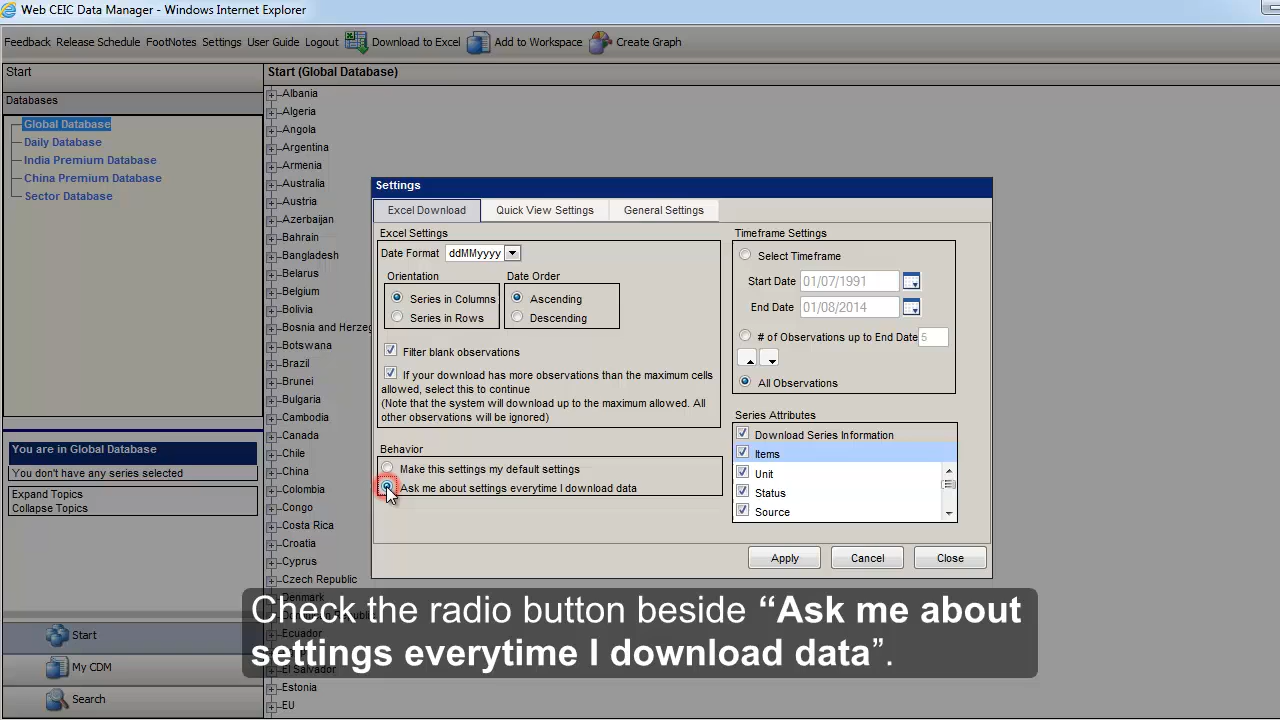 Web CEIC Data Manager - Windows Internet Explorer
Feedback Release Schedule FootNotes Settings User Guide Logout Download to Excel Add to Workspace Create Graph
Start
Start (Global Database)
Databases
Global Database
Daily Database
India Premium Database
China Premium Database
Sector Database
You are in Global Database
You don't have any series selected
Expand Topics
Collapse Topics
Start
My CDM
Search
Albania
Algeria
Angola
Argentina
Armenia
Australia
Austria
Azerbaijan
Bahrain
Bangladesh
Belarus
Belgium
Bolivia
Bosnia and Herzeg
Botswana
Brazil
Brunei
Bulgaria
Cambodia
Canada
Chile
China
Colombia
Congo
Costa Rica
Croatia
Cyprus
Czech Republic
Denmark
Ecuador
El Salvador
Estonia
EU
Settings
Excel Download
Quick View Settings
General Settings
Excel Settings
Date Format ddMMyyyy
Orientation
Series in Columns
Series in Rows
Date Order
Ascending
Descending
Filter blank observations
If your download has more observations than the maximum cells
allowed, select this to continue
(Note that the system will download up to the maximum allowed. All
other observations will be ignored)
Behavior
Make this settings my default settings
Ask me about settings everytime I download data
Timeframe Settings
Select Timeframe
Start Date 01/07/1991
End Date 01/08/2014
# of Observations up to End Date 5
All Observations
Series Attributes
Download Series Information
Items
Unit
Status
Source
Apply
Cancel
Close
Check the radio button beside “Ask me about
settings everytime I download data”.